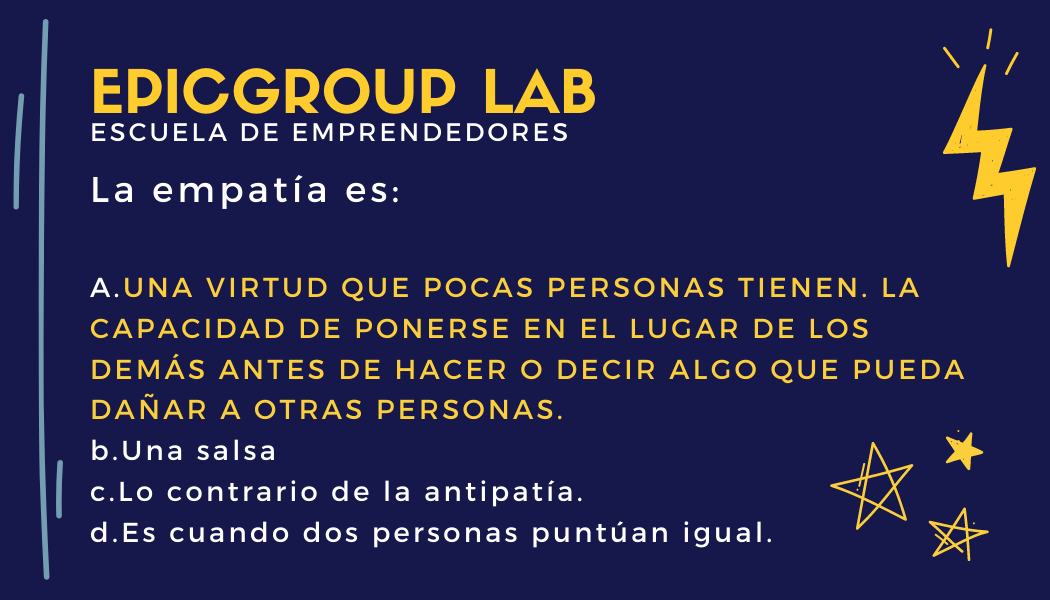 EPICGROUP LAB
ESCUELA DE EMPRENDEDORES
La empatía es:
A.UNA VIRTUD QUE POCAS PERSONAS TIENEN. LA
CAPACIDAD DE PONERSE EN EL LUGAR DE LOS
DEMÁS ANTES DE HACER O DECIR ALGO QUE PUEDA
DAÑAR A OTRAS PERSONAS.
b.Una salsa
c.Lo contrario de la antipatía.
d.Es cuando dos personas puntúan igual.